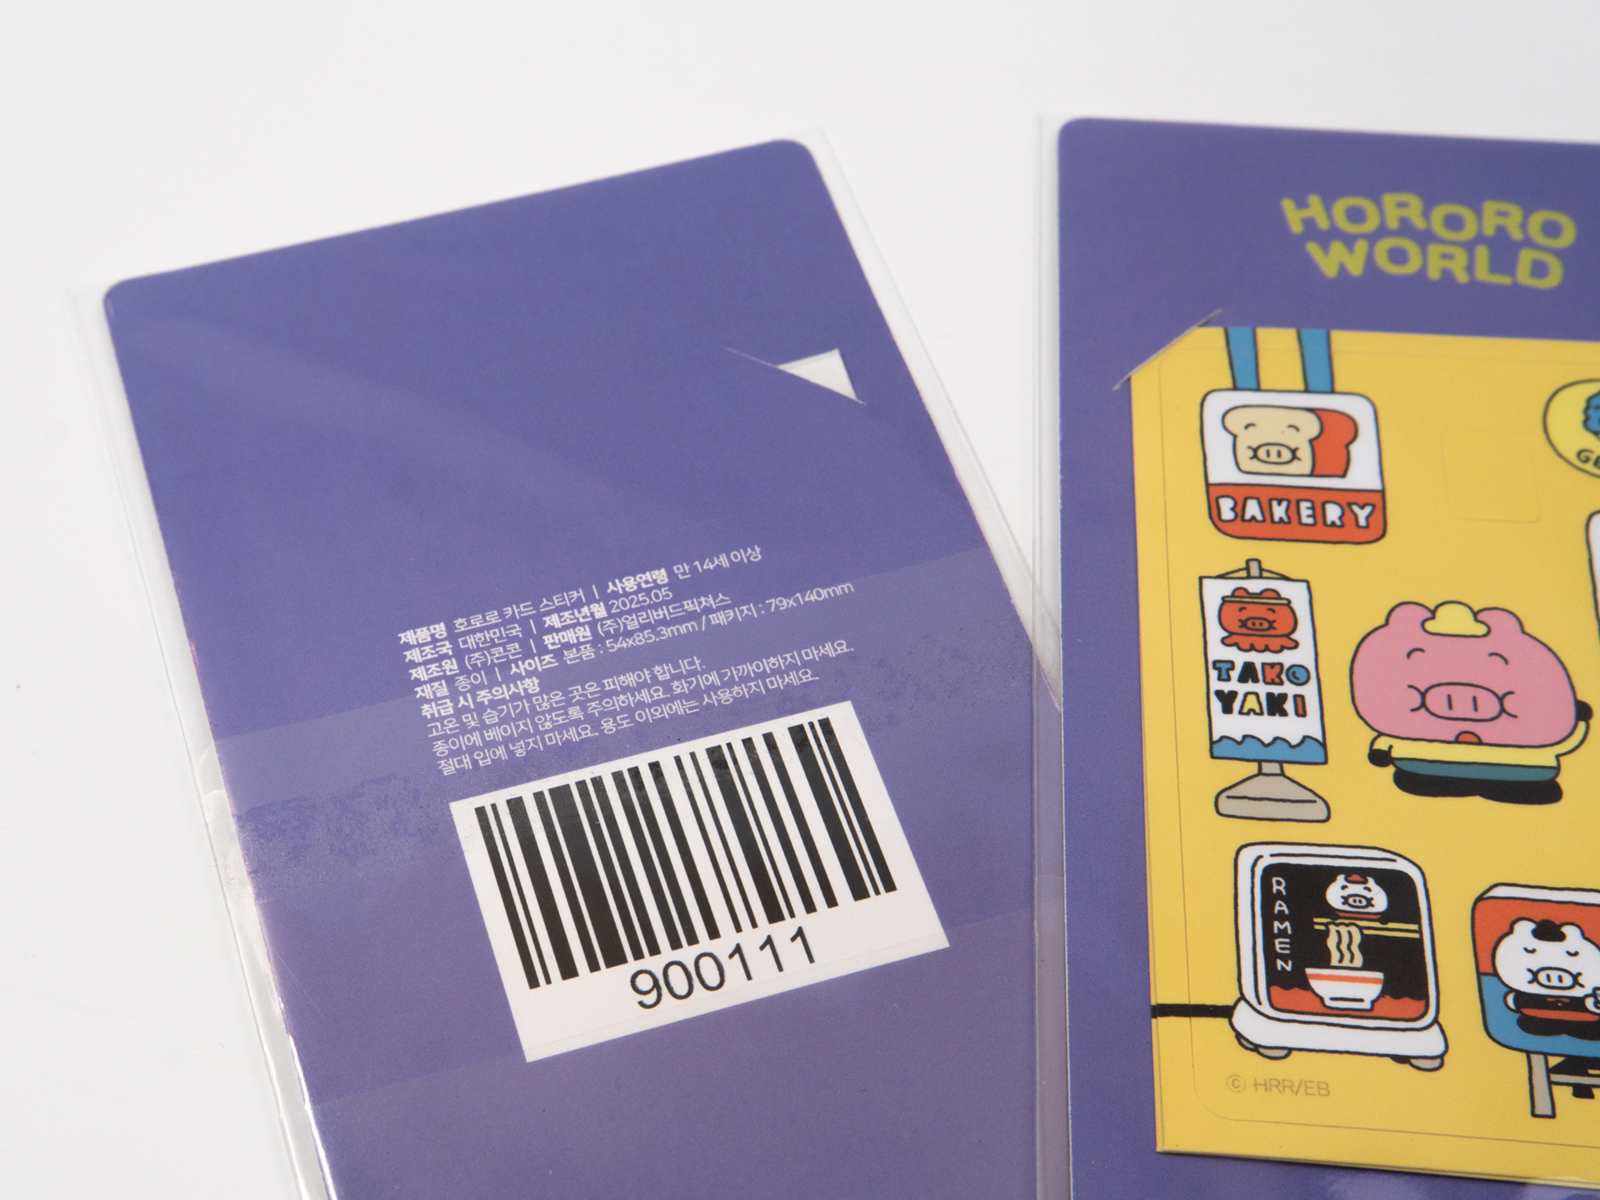 제품명 호로로 카드 스티커 | 사용연령 만 14세 이상
제조국 대한민국 | 제조년월 2025.05
제조원 (주)콘콘 | 판매원 (주)얼리버드픽쳐스
재질 종이 | 사이즈 본품 : 54x85.3mm / 패키지 : 79x140mm
취급 시 주의사항
고온 및 습기가 많은 곳은 피해야 합니다.
종이에 베이지 않도록 주의하세요. 화기에 가까이하지 마세요.
절대 입에 넣지 마세요. 용도 이외에는 사용하지 마세요.
900111
HORORO
WORLD
BAKERY
TAKO
YAKI
RAMEN
© HRR/EB